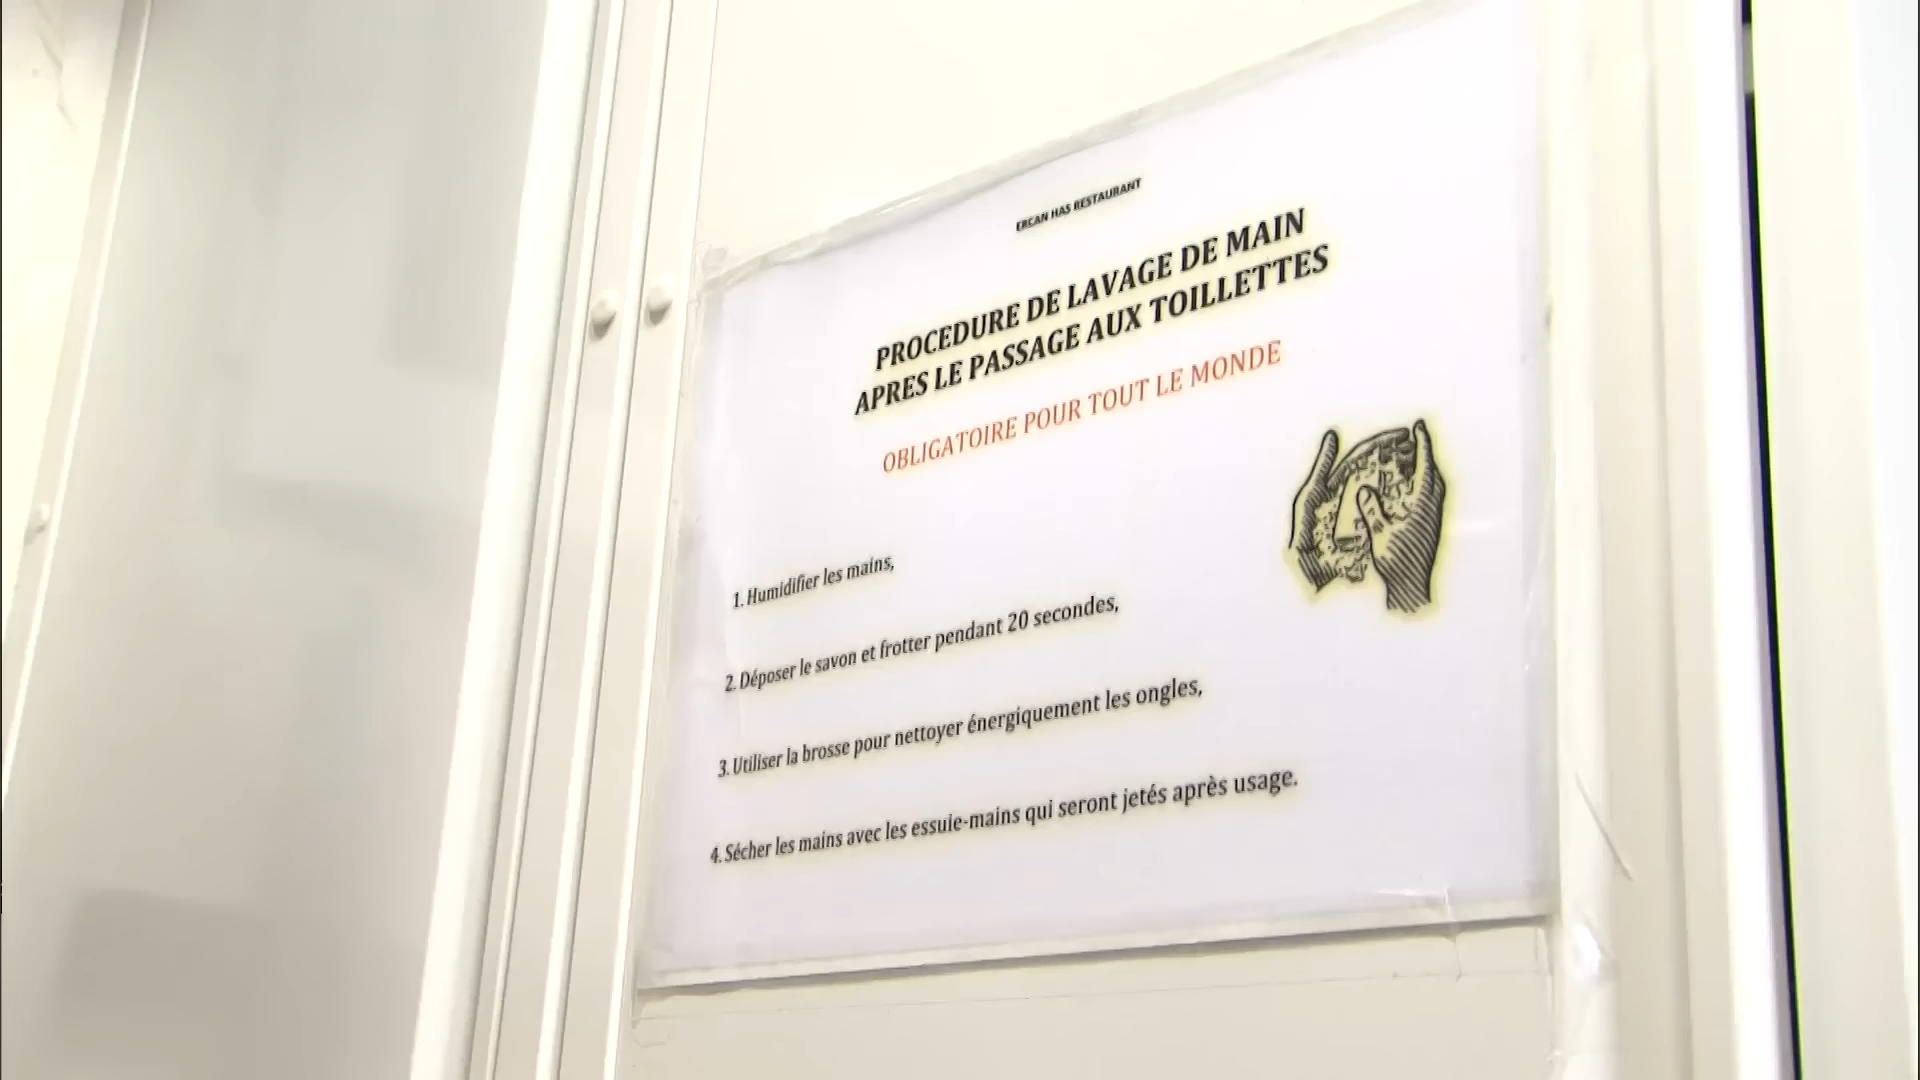 ERCAN HAS RESTAURANT
PROCEDURE DE LAVAGE DE MAIN
APRES LE PASSAGE AUX TOILLETTES
OBLIGATOIRE POUR TOUT LE MONDE
1. Humidifier les mains,
2. Déposer le savon et frotter pendant 20 secondes,
3. Utiliser la brosse pour nettoyer énergiquement les ongles,
4. Sécher les mains avec les essuie-mains qui seront jetés après usage.